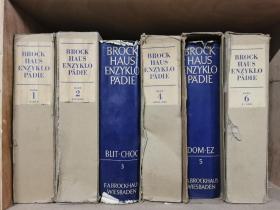 BROCK
HAUS
ENZYKLO
PÄDIE
1
BROCK
HAUS
ENZYKLO
PÄDIE
2
BROCK
HAUS
ENZYKLO
PÄDIE
BLIT-CHOC
3
F.A.BROCKHAUS
WIESBADEN
BROCK
HAUS
ENZYKLO
PÄDIE
4
BROCK
HAUS
ENZYKLO
PÄDIE
DOM-EZ
5
F.A.BROCKHAUS
WIESBADEN
BROCK
HAUS
ENZYKLO
PÄDIE
6